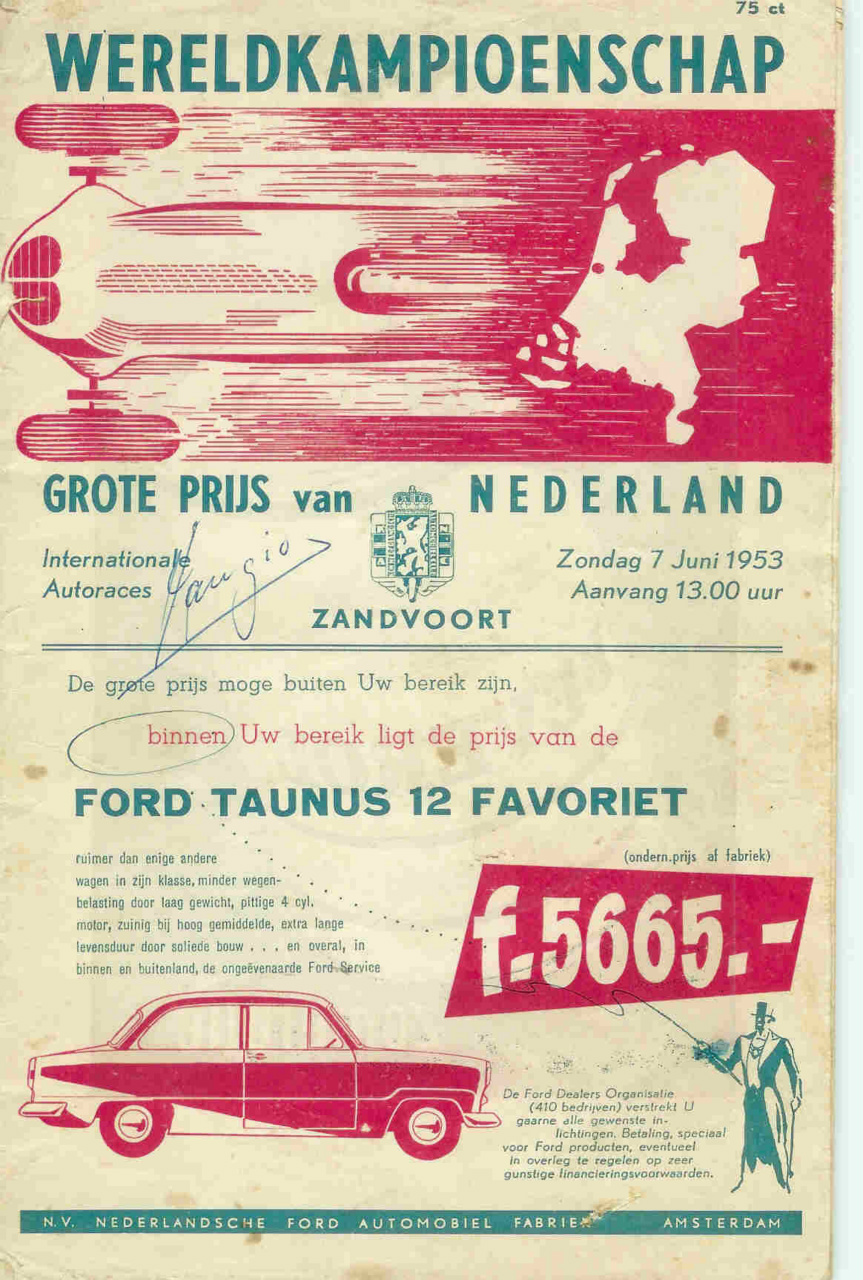 75 ct
WERELDKAMPIOENSCHAP
GROTE PRIJS van NEDERLAND
Internationale
Autoraces
Fangio
Zondag 7 Juni 1953
Aanvang 13.00 uur
ZANDVOORT
De grote prijs moge buiten Uw bereik zijn,
binnen Uw bereik ligt de prijs van de
FORD TAUNUS 12 FAVORIET
ruimer dan enige andere
wagen in zijn klasse, minder wegen-
belasting door laag gewicht, pittige 4 cyl.
motor, zuinig bij hoog gemiddelde, extra lange
levensduur door soliede bouw . . . en overal, in
binnen en buitenland, de ongeëvenaarde Ford Service
(ondern.prijs af fabriek)
f.5665.-
De Ford Dealers Organisatie
(410 bedrijven) verstrekt U
gaarne alle gewenste in-
lichtingen. Betaling, speciaal
voor Ford producten, eventueel
in overleg te regelen op zeer
gunstige financieringsvoorwaarden.
N.V. NEDERLANDSCHE FORD AUTOMOBIEL FABRIEK AMSTERDAM